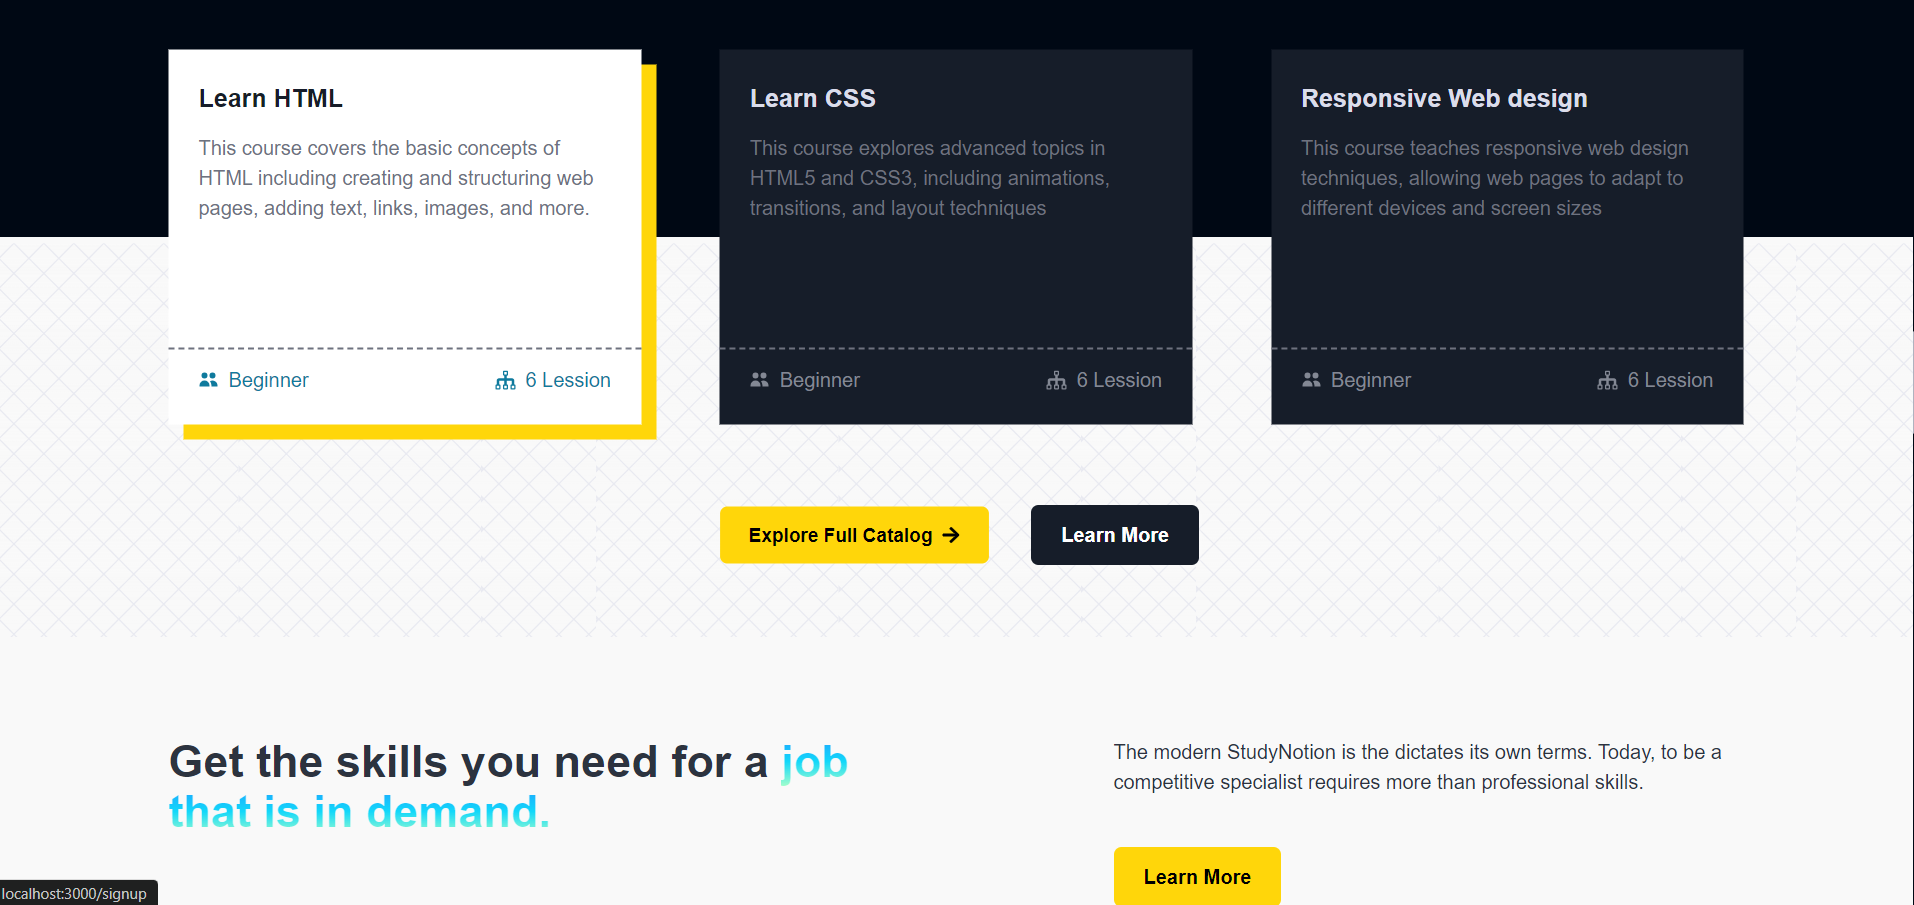 Learn HTML
This course covers the basic concepts of
HTML including creating and structuring web
pages, adding text, links, images, and more.
Beginner
6 Lession
Learn CSS
This course explores advanced topics in
HTML5 and CSS3, including animations,
transitions, and layout techniques
Beginner
6 Lession
Responsive Web design
This course teaches responsive web design
techniques, allowing web pages to adapt to
different devices and screen sizes
Beginner
6 Lession
Explore Full Catalog
Learn More
Get the skills you need for a job
that is in demand.
The modern StudyNotion is the dictates its own terms. Today, to be a
competitive specialist requires more than professional skills.
Learn More
localhost:3000/signup